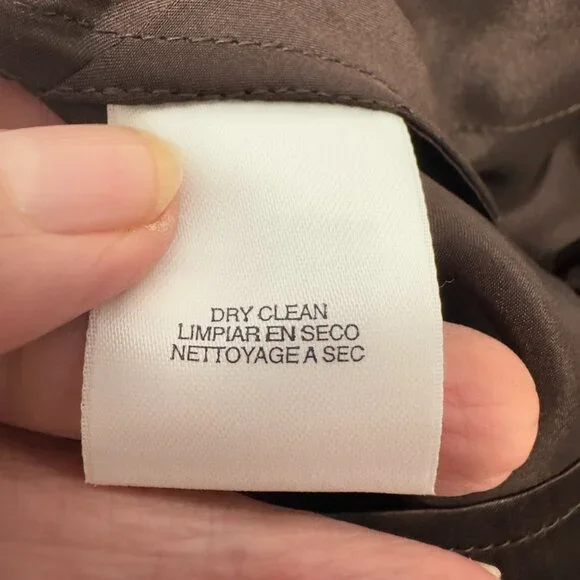 DRY CLEAN
LIMPIAR EN SECO
NETTOYAGE A SEC